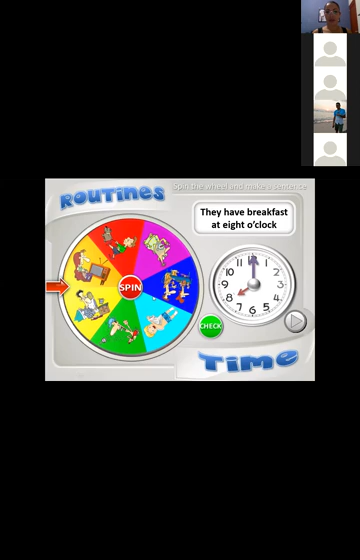 Routines
Spin the wheel and make a sentence
They have breakfast
at eight o'clock
SPIN
CHECK
12
11 1
10 2
9 3
8 4
7 5
6
Time